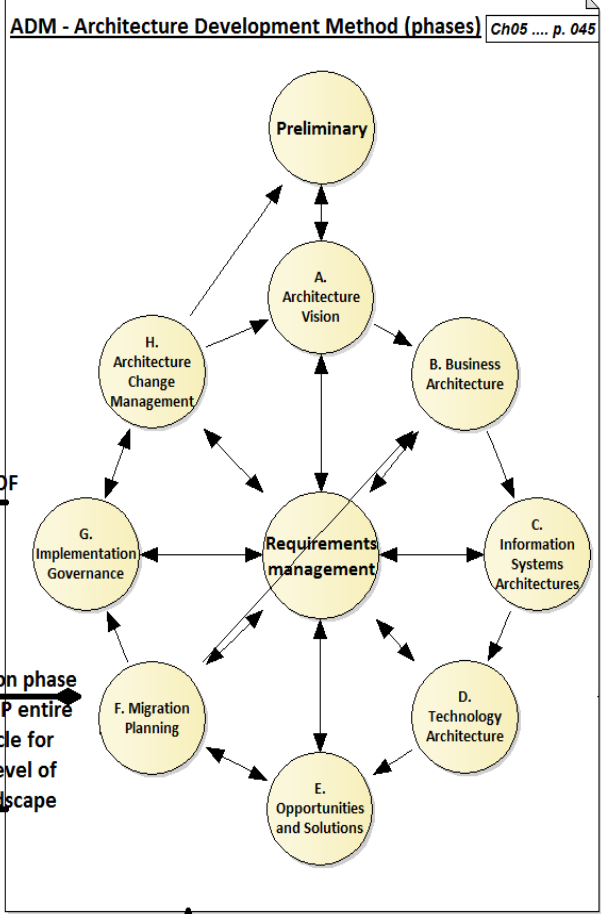 ADM - Architecture Development Method (phases)
Ch05 .... p. 045
Preliminary
A.
Architecture
Vision
H.
Architecture
Change
Management
B. Business
Architecture
OF
G.
Implementation
Governance
Requirements
management
C.
Information
Systems
Architectures
on phase
P entire
cle for
evel of
dscape
F. Migration
Planning
D.
Technology
Architecture
E.
Opportunities
and Solutions